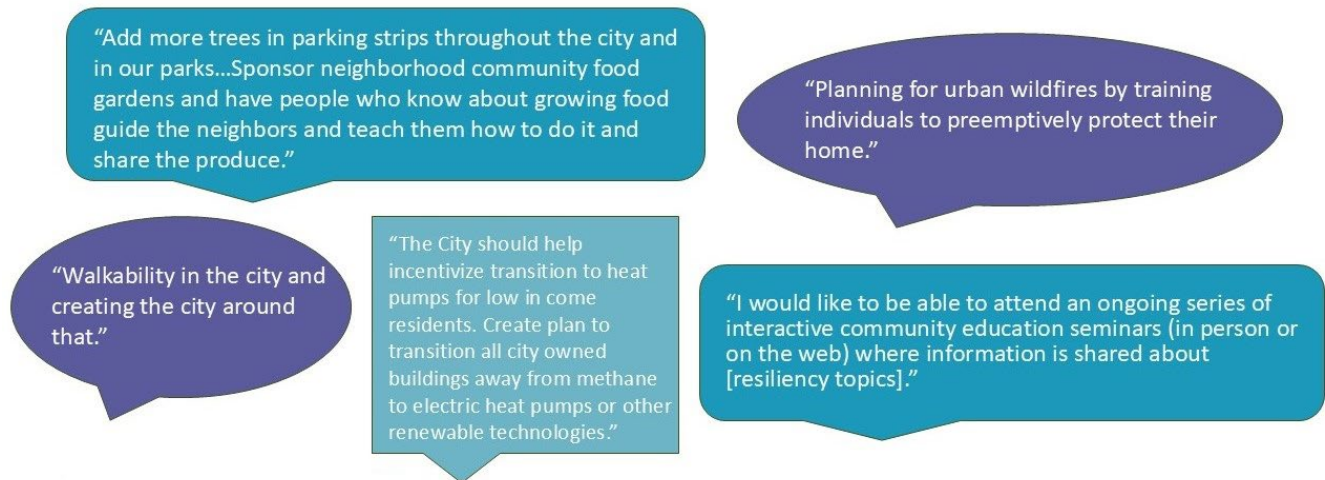 “Add more trees in parking strips throughout the city and
in our parks...Sponsor neighborhood community food
gardens and have people who know about growing food
guide the neighbors and teach them how to do it and
share the produce.”
“Planning for urban wildfires by training
individuals to preemptively protect their
home.”
“Walkability in the city and
creating the city around
that.”
“The City should help
incentivize transition to heat
pumps for low in come
residents. Create plan to
transition all city owned
buildings away from methane
to electric heat pumps or other
renewable technologies.”
“I would like to be able to attend an ongoing series of
interactive community education seminars (in person or
on the web) where information is shared about
[resiliency topics].”